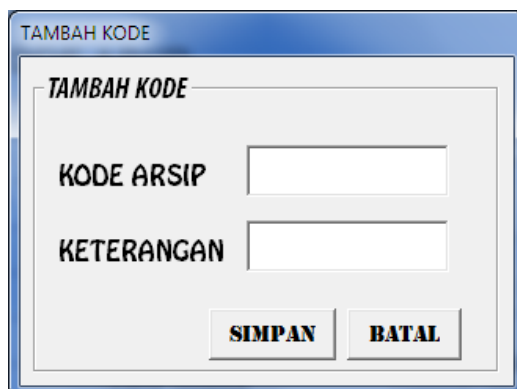 TAMBAH KODE
TAMBAH KODE
KODE ARSIP
KETERANGAN
SIMPAN BATAL